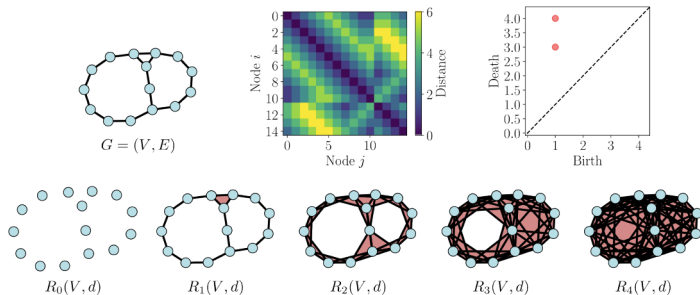 G = (V, E)
0
2
4
6
8
10
12
14
Node i
0
5
10
Node j
6
4
2
0
Distance
4.0
3.5
3.0
2.5
2.0
1.5
1.0
0.5
0.0
Death
0
1
2
3
4
Birth
R₀(V, d)
R₁(V, d)
R₂(V, d)
R₃(V, d)
R₄(V, d)